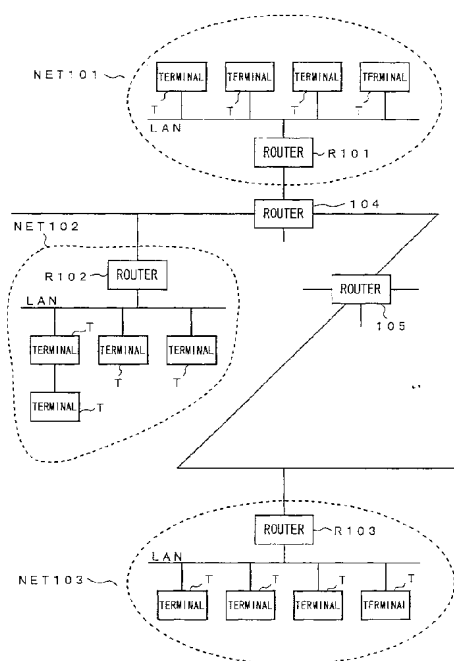 NET101
TERMINAL TERMINAL TERMINAL TERMINAL
T T T T
LAN
ROUTER R101
ROUTER 104
NET102
R102 ROUTER
ROUTER
105
LAN
T
TERMINAL TERMINAL TERMINAL
T T
TERMINAL T
ROUTER R103
LAN
T T T T
NET103
TERMINAL TERMINAL TERMINAL TERMINAL